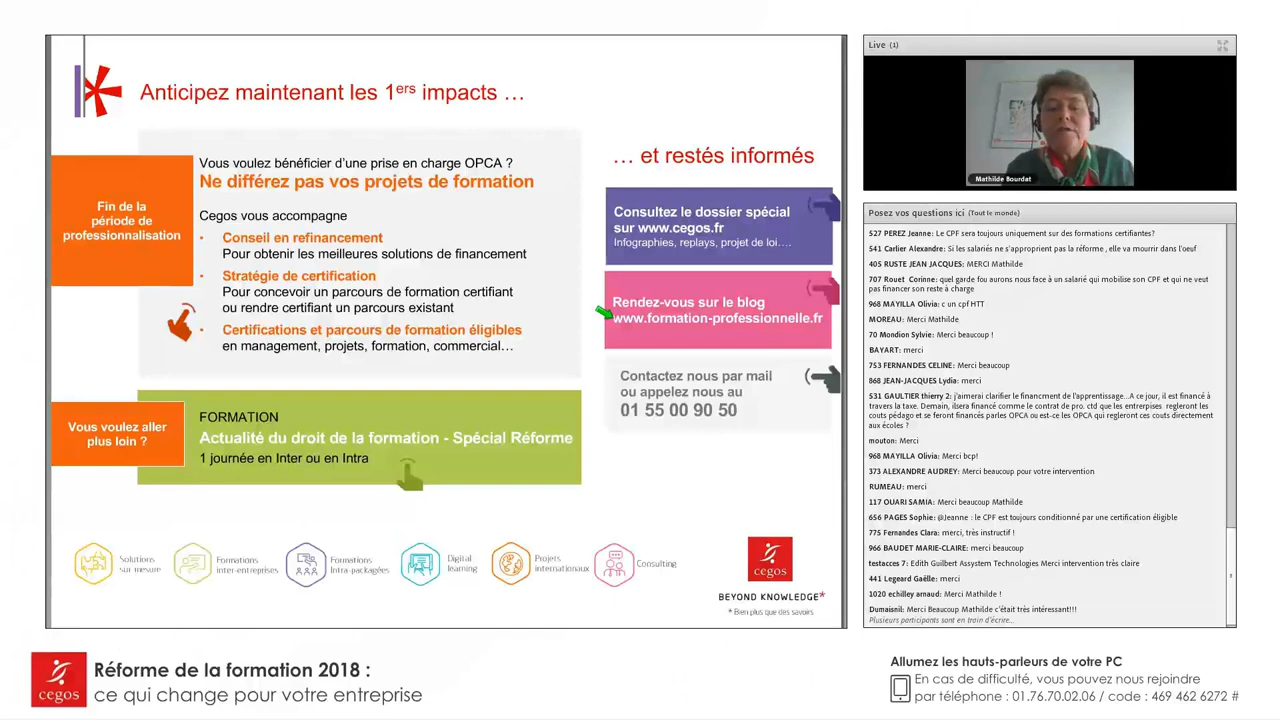 Anticipez maintenant les 1ers impacts …
Fin de la
période de
professionnalisation
Vous voulez bénéficier d'une prise en charge OPCA ?
Ne différez pas vos projets de formation
Cegos vous accompagne
• Conseil en refinancement
Pour obtenir les meilleures solutions de financement
• Stratégie de certification
Pour concevoir un parcours de formation certifiant
ou rendre certifiant un parcours existant
• Certifications et parcours de formation éligibles
en management, projets, formation, commercial…
Vous voulez aller
plus loin ?
FORMATION
Actualité du droit de la formation - Spécial Réforme
1 journée en Inter ou en Intra
… et restés informés
Consultez le dossier spécial
sur www.cegos.fr
Infographies, replays, projet de loi….
Rendez-vous sur le blog
www.formation-professionnelle.fr
Contactez nous par mail
ou appelez nous au
01 55 00 90 50
Solutions
sur mesure
Formations
inter-entreprises
Formations
Intra-packagées
Digital
learning
Projets
internationaux
Consulting
cegos
BEYOND KNOWLEDGE*
* Bien plus que des savoirs
Live (1)
Mathilde Bourdat
Posez vos questions ici (Tout le monde)
527 PEREZ Jeanne: Le CPF sera toujours uniquement sur des formations certifiantes?
541 Carlier Alexandre: Si les salariés ne s'approprient pas la réforme , elle va mourrir dans l'oeuf
405 RUSTE JEAN JACQUES: MERCI Mathilde
707 Rouet Corinne: quel garde fou aurons nous face à un salarié qui mobilise son CPF et qui ne veut
pas financer son reste à charge
968 MAYILLA Olivia: c un cpf HTT
MOREAU: Merci Mathilde
70 Mondion Sylvie: Merci beaucoup !
BAYART: merci
753 FERNANDES CELINE: Merci beaucoup
868 JEAN-JACQUES Lydia: merci
531 GAULTIER thierry 2: j'aimerai clarifier le financment de l'apprentissage...A ce jour, il est financé à
travers la taxe. Demain, ilsera financé comme le contrat de pro. ctd que les entrepises regleront les
coûts pédago et se feront financés parles OPCA ou est-ce les OPCA qui regleront ces couts directement
aux écoles ?
mouton: Merci
968 MAYILLA Olivia: Merci bcp!
373 ALEXANDRE AUDREY: Merci beaucoup pour votre intervention
RUMEAU: merci
117 OUARI SAMIA: Merci beaucoup Mathilde
656 PAGES Sophie: @Jeanne : le CPF est toujours conditionné par une certification éligible
775 Fernandes Clara: merci, très instructif !
966 BAUDET MARIE-CLAIRE: merci beaucoup
testacces 7: Edith Guilbert Assystem Technologies Merci intervention très claire
441 Legeard Gaëlle: merci
1020 echilley arnaud: Merci Mathilde !
Dumaisnil: Merci Beaucoup Mathilde c'était très intéressant!!!
Plusieurs participants sont en train d'écrire...
cegos
Réforme de la formation 2018 :
ce qui change pour votre entreprise
Allumez les hauts-parleurs de votre PC
En cas de difficulté, vous pouvez nous rejoindre
par téléphone : 01.76.70.02.06 / code : 469 462 6272 #